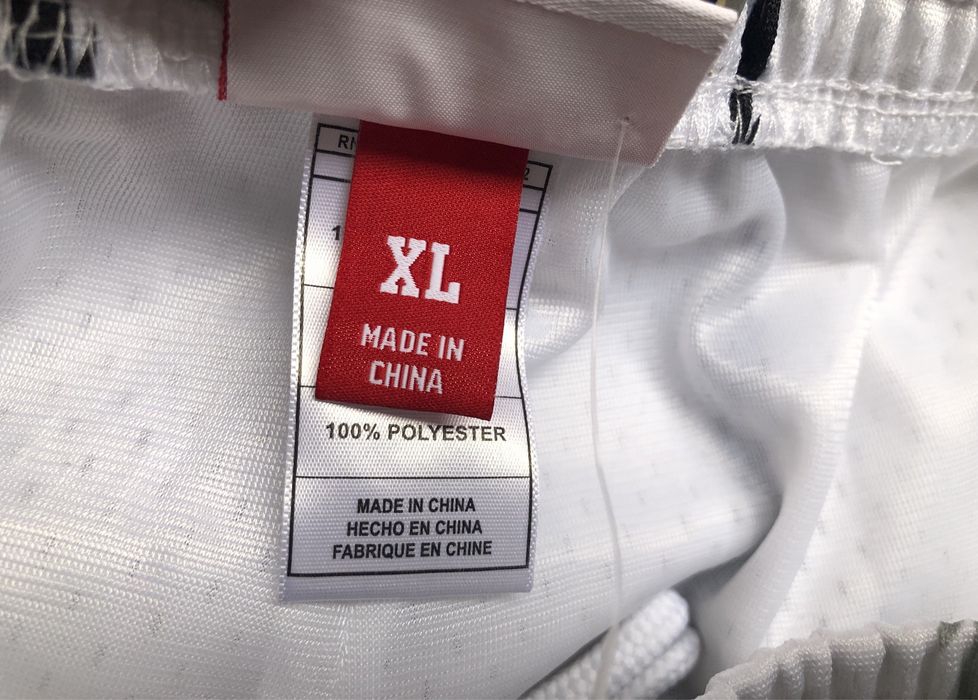 XL
MADE IN
CHINA
100% POLYESTER
MADE IN CHINA
HECHO EN CHINA
FABRIQUE EN CHINE